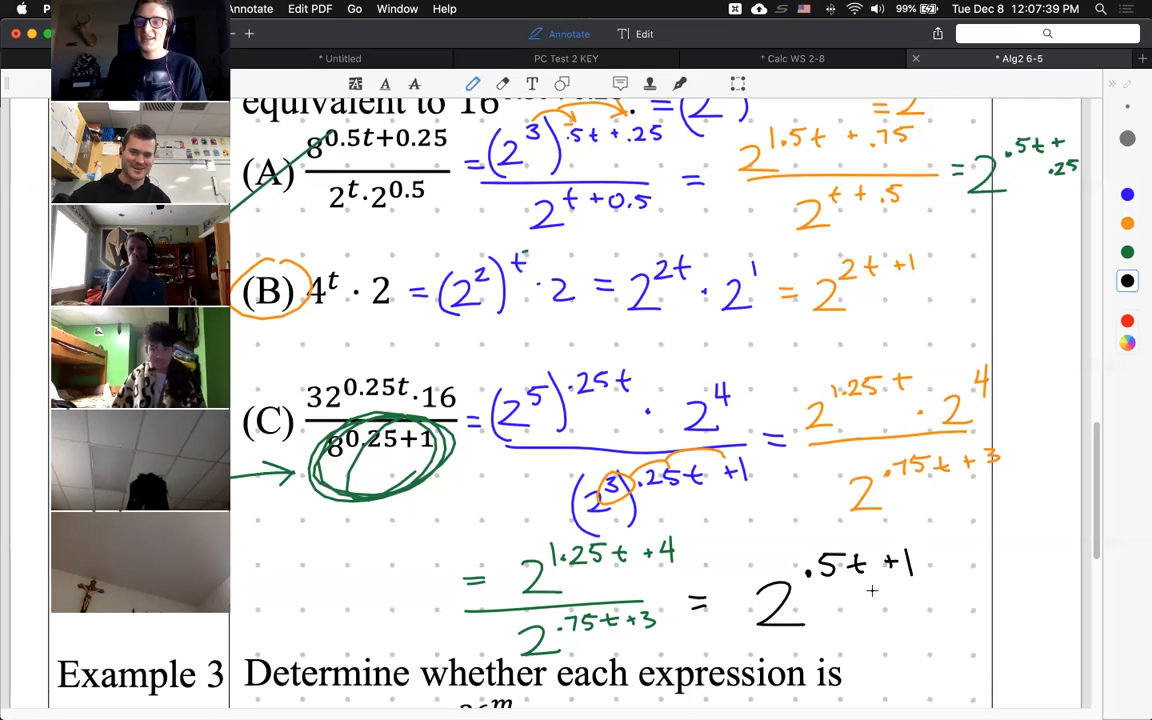 Annotate Edit PDF Go Window Help 99% Tue Dec 8 12:07:39 PM
Annotate Edit
* Untitled PC Test 2 KEY * Calc WS 2-8 * Alg2 6-5
equivalent to 16
(A) 8^0.5t+0.25 / 2^t · 2^0.5 = (2^3)^.5t + .25 / 2^t + 0.5 = 2^1.5t + .75 / 2^t + .5 = 2^.5t + .25
(B) 4^t · 2 = (2^2)^t · 2 = 2^2t · 2^1 = 2^2t + 1
(C) 32^0.25t · 16 / 8^0.25+1 = (2^5)^.25t · 2^4 / (2^3)^.25t + 1 = 2^1.25t · 2^4 / 2^.75t + 3
= 2^1.25t + 4 / 2^.75t + 3 = 2^.5t + 1
Example 3 Determine whether each expression is